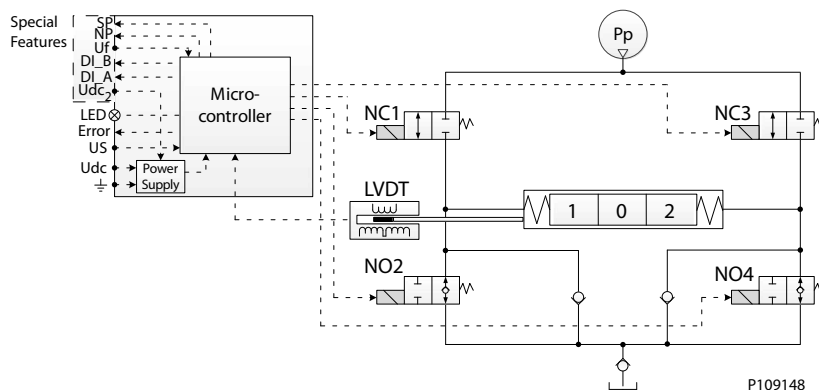 Special
Features
SP
NP
Uf
DI_B
DI_A
Udc2
LED
Error
US
Udc
Micro-
controller
Power
Supply
Pp
NC1
NC3
LVDT
1 0 2
NO2
NO4
P109148